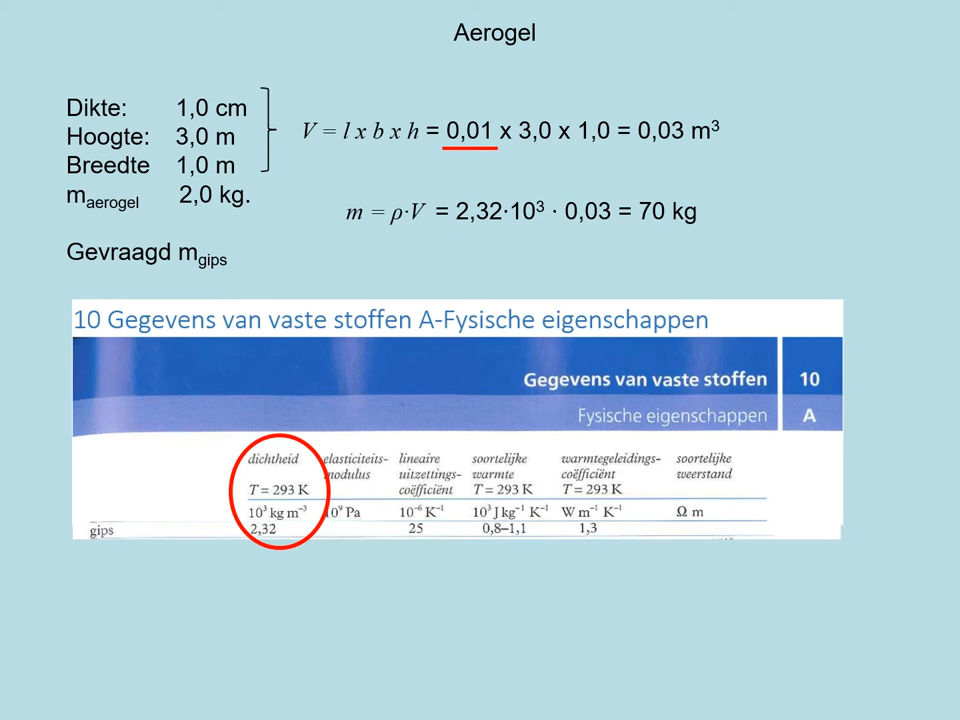 Aerogel
Dikte: 1,0 cm
Hoogte: 3,0 m
Breedte 1,0 m
m_aerogel 2,0 kg.
V = l x b x h = 0,01 x 3,0 x 1,0 = 0,03 m³
m = ρ·V = 2,32·10³ · 0,03 = 70 kg
Gevraagd m_gips
10 Gegevens van vaste stoffen A-Fysische eigenschappen
Gegevens van vaste stoffen 10
Fysische eigenschappen A
dichtheid elasticiteits- lineaire soortelijke warmtegeleidings- soortelijke
modulus uitzettings- warmte coëfficiënt weerstand
T = 293 K coëfficiënt T = 293 K T = 293 K
10³ kg m⁻³ 10⁹ Pa 10⁻⁶ K⁻¹ 10³ J kg⁻¹ K⁻¹ W m⁻¹ K⁻¹ Ω m
gips 2,32 25 0,8–1,1 1,3